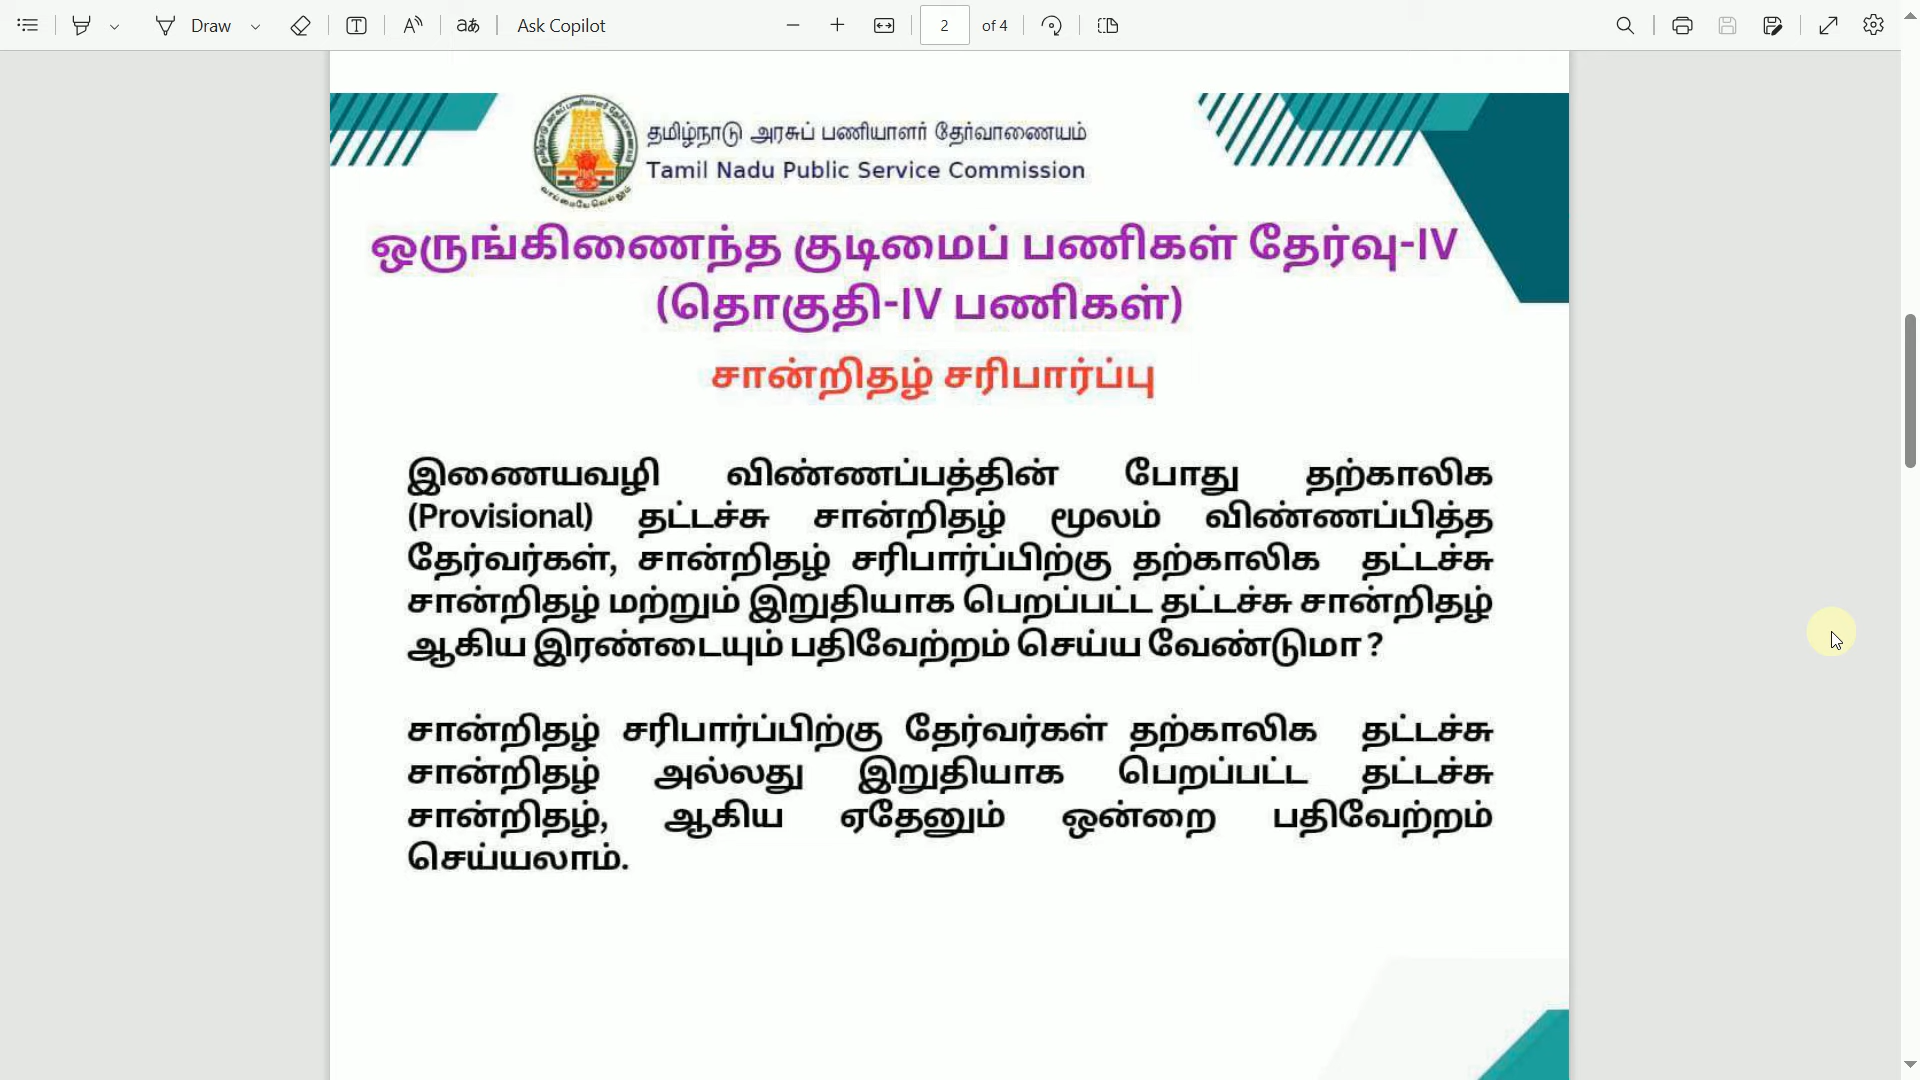 Draw
Ask Copilot
2 of 4
தமிழ்நாடு அரசுப் பணியாளர் தேர்வாணையம்
Tamil Nadu Public Service Commission
ஒருங்கிணைந்த குடிமைப் பணிகள் தேர்வு-IV
(தொகுதி-IV பணிகள்)
சான்றிதழ் சரிபார்ப்பு
இணையவழி விண்ணப்பத்தின் போது தற்காலிக
(Provisional) தட்டச்சு சான்றிதழ் மூலம் விண்ணப்பித்த
தேர்வர்கள், சான்றிதழ் சரிபார்ப்பிற்கு தற்காலிக தட்டச்சு
சான்றிதழ் மற்றும் இறுதியாக பெறப்பட்ட தட்டச்சு சான்றிதழ்
ஆகிய இரண்டையும் பதிவேற்றம் செய்ய வேண்டுமா ?
சான்றிதழ் சரிபார்ப்பிற்கு தேர்வர்கள் தற்காலிக தட்டச்சு
சான்றிதழ் அல்லது இறுதியாக பெறப்பட்ட தட்டச்சு
சான்றிதழ், ஆகிய ஏதேனும் ஒன்றை பதிவேற்றம்
செய்யலாம்.